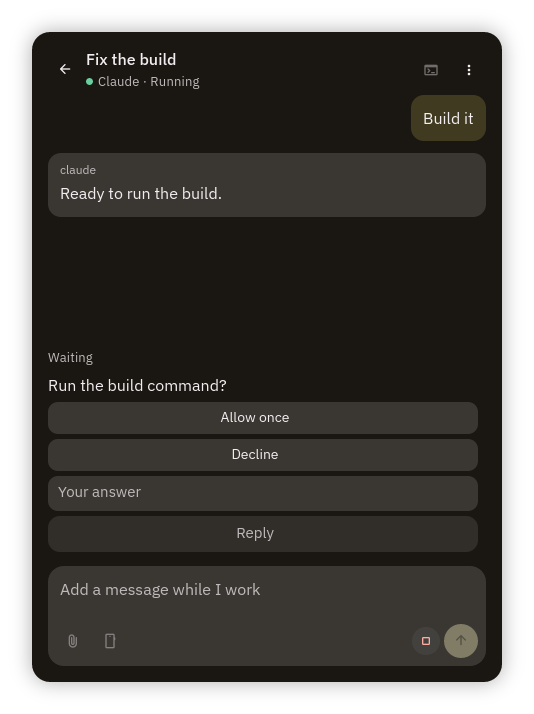 Fix the build
Claude · Running
Build it
claude
Ready to run the build.
Waiting
Run the build command?
Allow once
Decline
Your answer
Reply
Add a message while I work